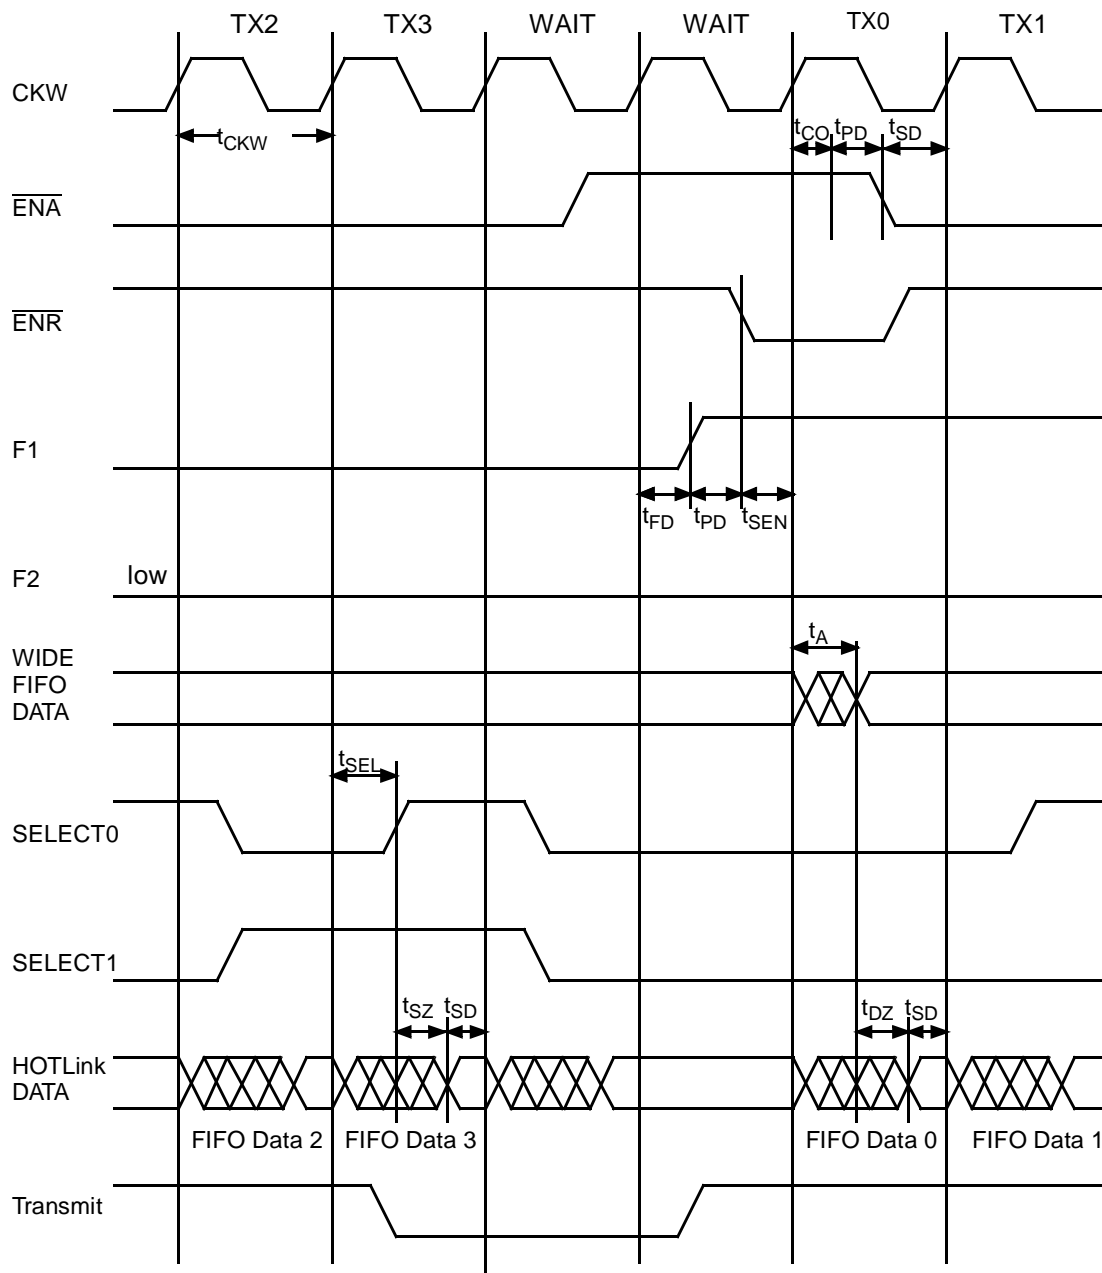 TX2 TX3 WAIT WAIT TX0 TX1
CKW
tCKW
tCO tPD tSD
ENA
ENR
F1
tFD tPD tSEN
F2 low
tA
WIDE
FIFO
DATA
tSEL
SELECT0
SELECT1
tSZ tSD tDZ tSD
HOTLink
DATA
FIFO Data 2 FIFO Data 3 FIFO Data 0 FIFO Data 1
Transmit